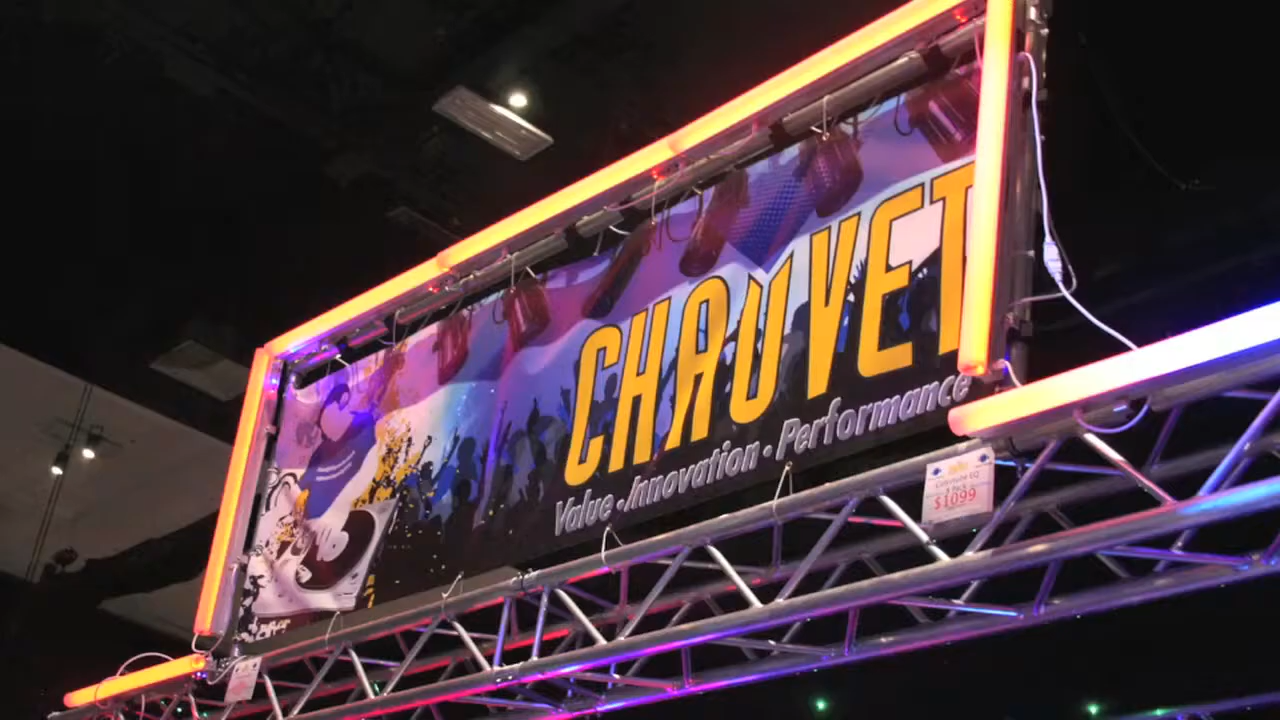 CHAUVET
Value • Innovation • Performance
$1099